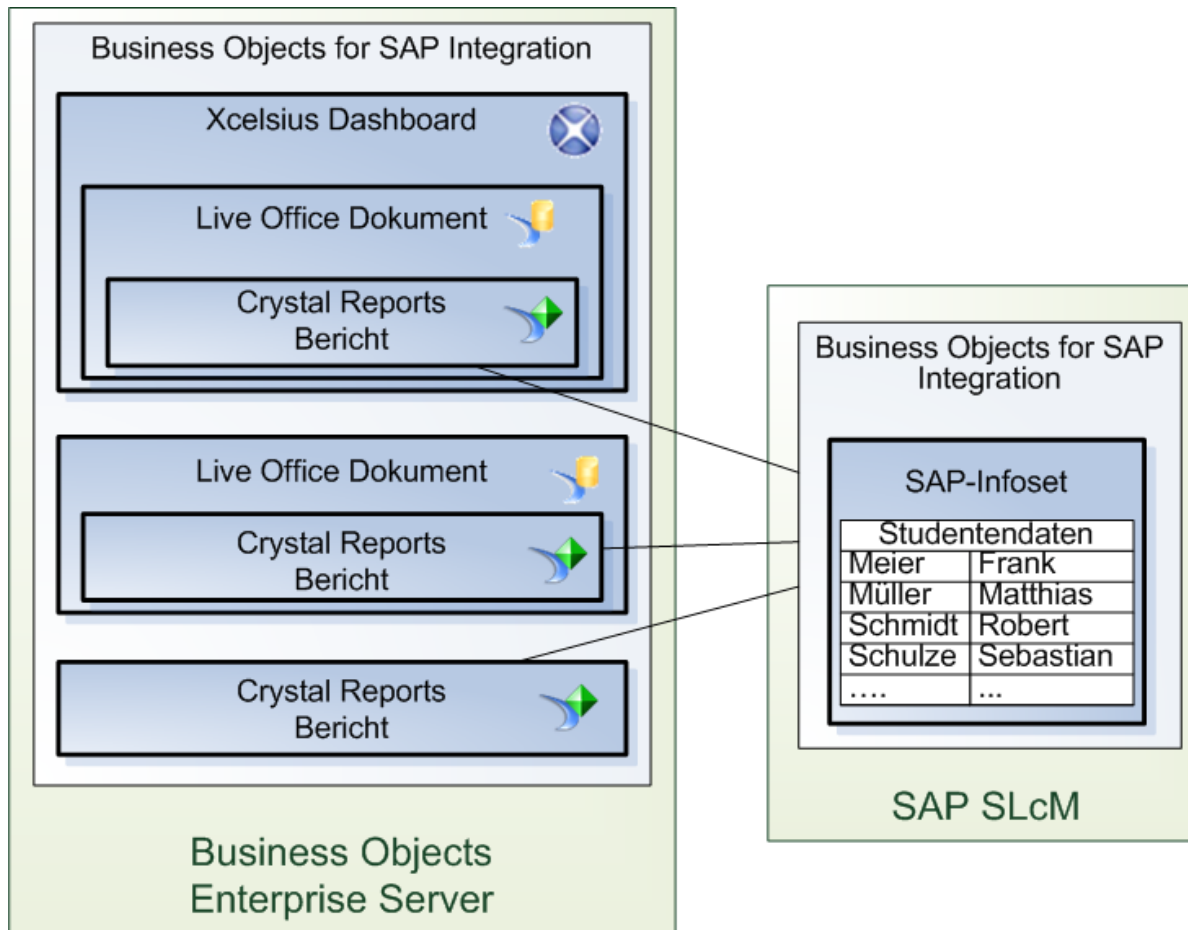 Business Objects for SAP Integration
Xcelsius Dashboard
Live Office Dokument
Crystal Reports
Bericht
Live Office Dokument
Crystal Reports
Bericht
Crystal Reports
Bericht
Business Objects
Enterprise Server
Business Objects for SAP
Integration
SAP-Infoset
Studentendaten
Meier Frank
Müller Matthias
Schmidt Robert
Schulze Sebastian
.... ...
SAP SLcM